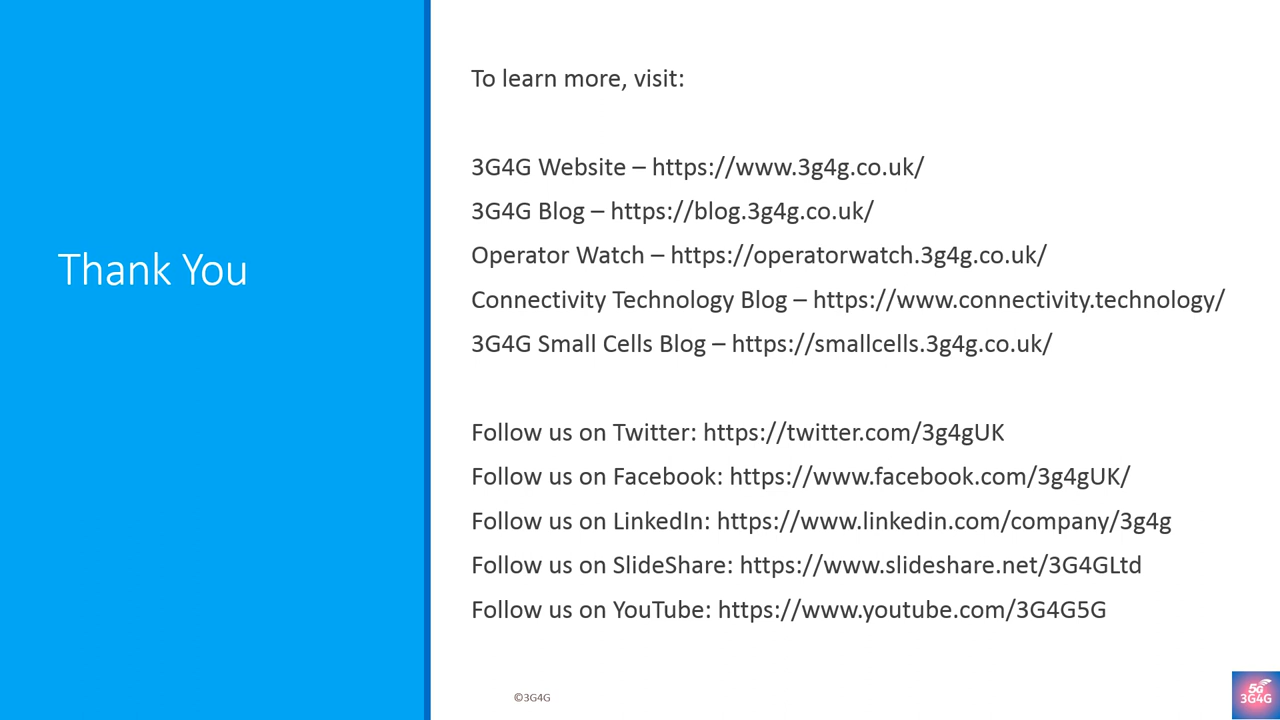 Thank You
To learn more, visit:
3G4G Website – https://www.3g4g.co.uk/
3G4G Blog – https://blog.3g4g.co.uk/
Operator Watch – https://operatorwatch.3g4g.co.uk/
Connectivity Technology Blog – https://www.connectivity.technology/
3G4G Small Cells Blog – https://smallcells.3g4g.co.uk/
Follow us on Twitter: https://twitter.com/3g4gUK
Follow us on Facebook: https://www.facebook.com/3g4gUK/
Follow us on LinkedIn: https://www.linkedin.com/company/3g4g
Follow us on SlideShare: https://www.slideshare.net/3G4GLtd
Follow us on YouTube: https://www.youtube.com/3G4G5G
©3G4G
5G
3G4G